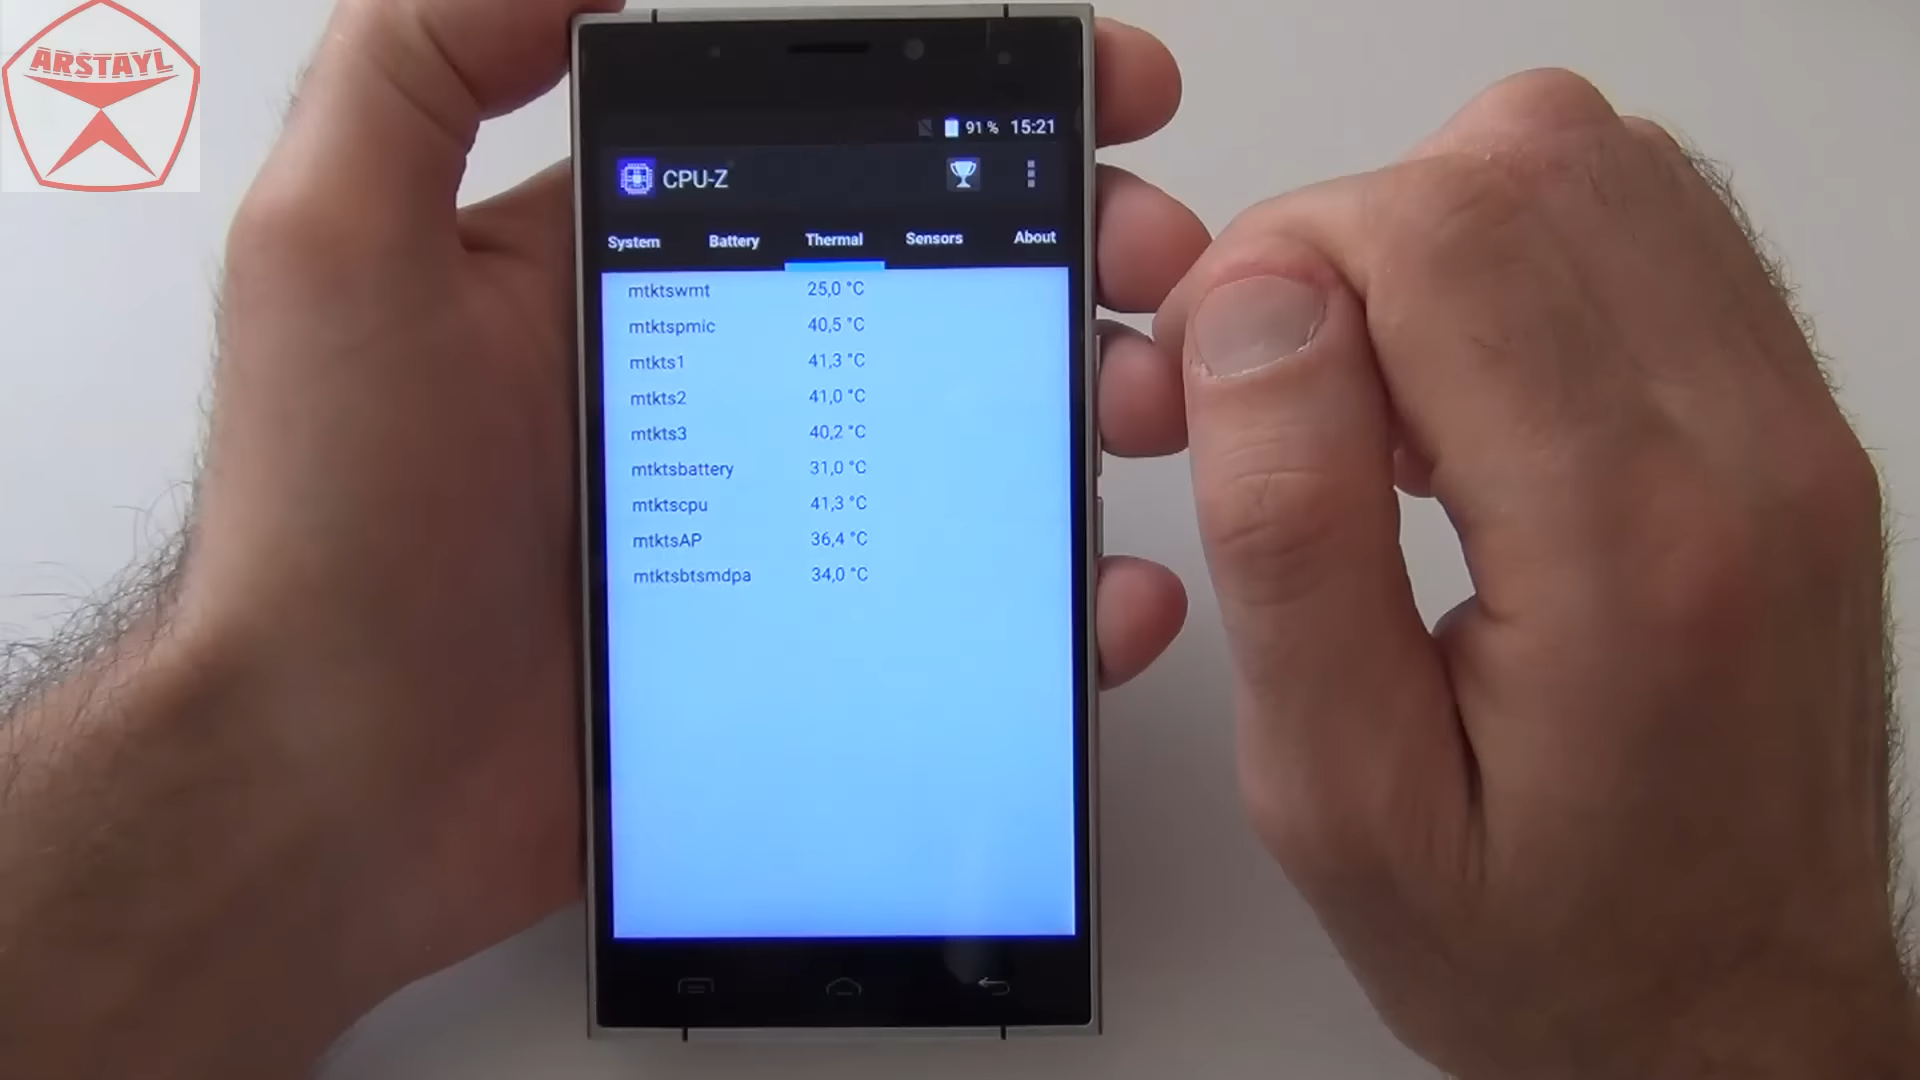 ARSTAYL
91 % 15:21
CPU-Z
System Battery Thermal Sensors About
mtktswmt 25,0 °C
mtktspmic 40,5 °C
mtkts1 41,3 °C
mtkts2 41,0 °C
mtkts3 40,2 °C
mtktsbattery 31,0 °C
mtktscpu 41,3 °C
mtktsAP 36,4 °C
mtktsbtsmdpa 34,0 °C